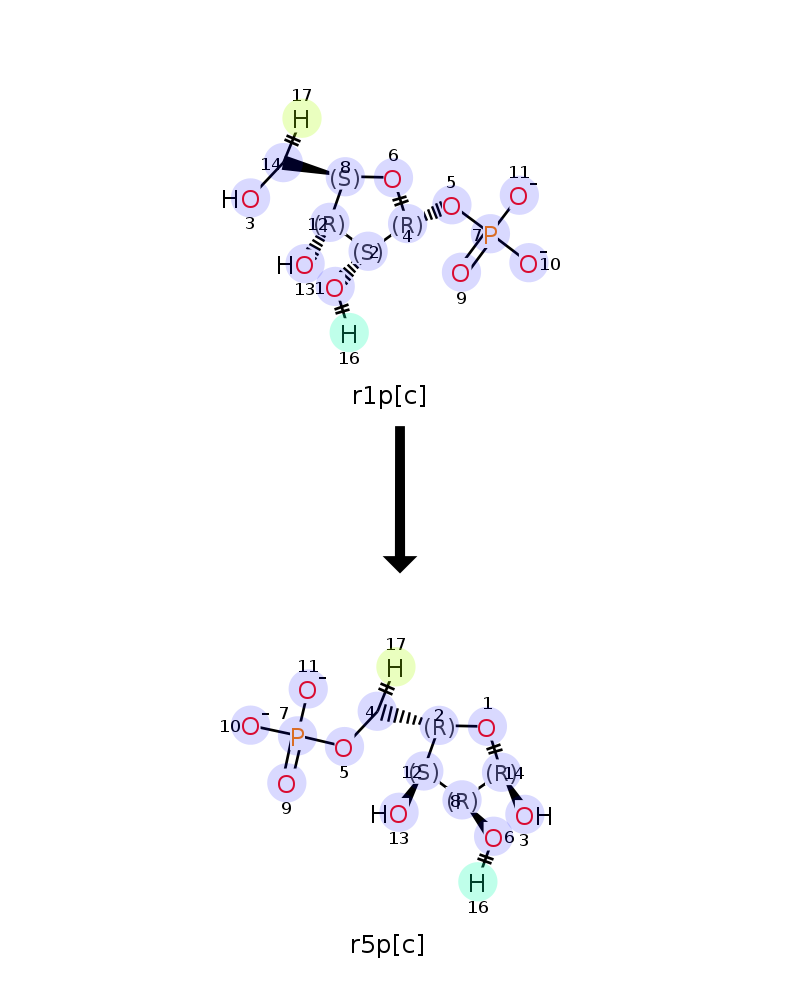 17
H
14
8
6
(S)
O
5
11
O
O-
HO
3
12
(R)
(R)
4
7
P
(S)
2
HO
13
1
O
O
9
O-
10
H
16
r1p[c]
17
H
11
O-
7
4
2
1
10
O-
P
(R)
O
O
5
12
(S)
(R)
14
O
9
8
(R)
HO
13
OH
3
O
6
H
16
r5p[c]